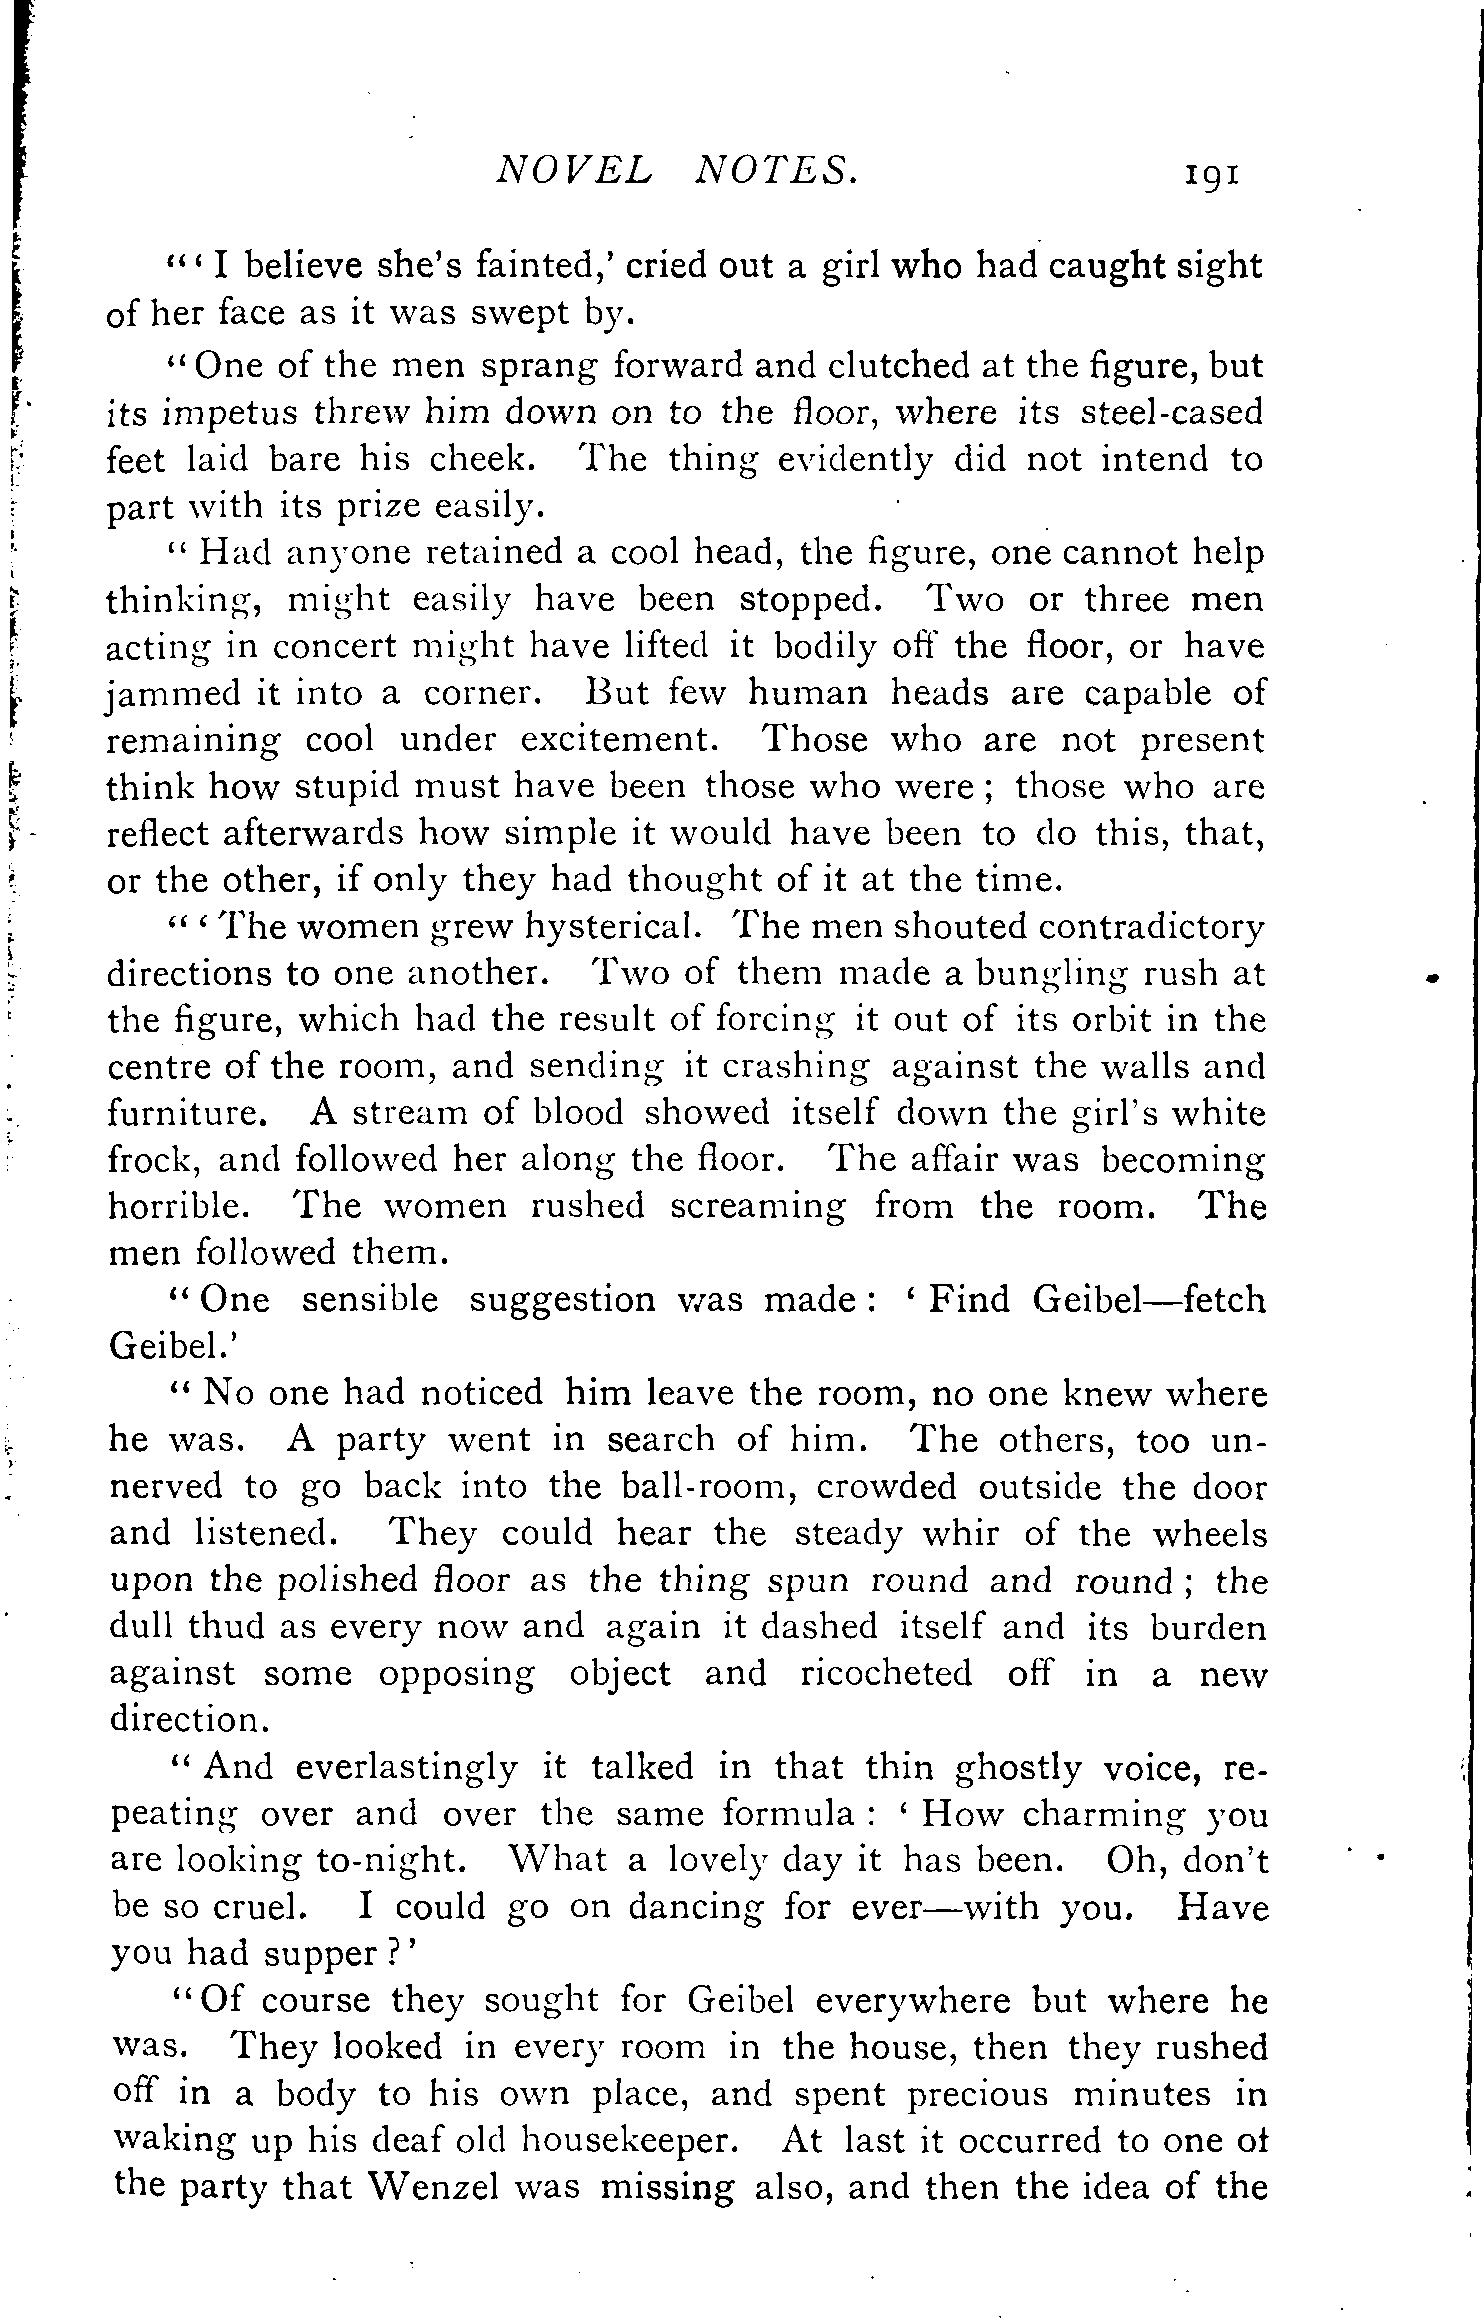 NOVEL NOTES. 191
"' I believe she's fainted,' cried out a girl who had caught sight
of her face as it was swept by.
"One of the men sprang forward and clutched at the figure, but
its impetus threw him down on to the floor, where its steel-cased
feet laid bare his cheek. The thing evidently did not intend to
part with its prize easily.
" Had anyone retained a cool head, the figure, one cannot help
thinking, might easily have been stopped. Two or three men
acting in concert might have lifted it bodily off the floor, or have
jammed it into a corner. But few human heads are capable of
remaining cool under excitement. Those who are not present
think how stupid must have been those who were ; those who are
reflect afterwards how simple it would have been to do this, that,
or the other, if only they had thought of it at the time.
" ' The women grew hysterical. The men shouted contradictory
directions to one another. Two of them made a bungling rush at
the figure, which had the result of forcing it out of its orbit in the
centre of the room, and sending it crashing against the walls and
furniture. A stream of blood showed itself down the girl's white
frock, and followed her along the floor. The affair was becoming
horrible. The women rushed screaming from the room. The
men followed them.
" One sensible suggestion was made : ' Find Geibel—fetch
Geibel.'
" No one had noticed him leave the room, no one knew where
he was. A party went in search of him. The others, too un-
nerved to go back into the ball-room, crowded outside the door
and listened. They could hear the steady whir of the wheels
upon the polished floor as the thing spun round and round ; the
dull thud as every now and again it dashed itself and its burden
against some opposing object and ricocheted off in a new
direction.
" And everlastingly it talked in that thin ghostly voice, re-
peating over and over the same formula : ' How charming you
are looking to-night. What a lovely day it has been. Oh, don't
be so cruel. I could go on dancing for ever—with you. Have
you had supper ?'
"Of course they sought for Geibel everywhere but where he
was. They looked in every room in the house, then they rushed
off in a body to his own place, and spent precious minutes in
waking up his deaf old housekeeper. At last it occurred to one of
the party that Wenzel was missing also, and then the idea of the